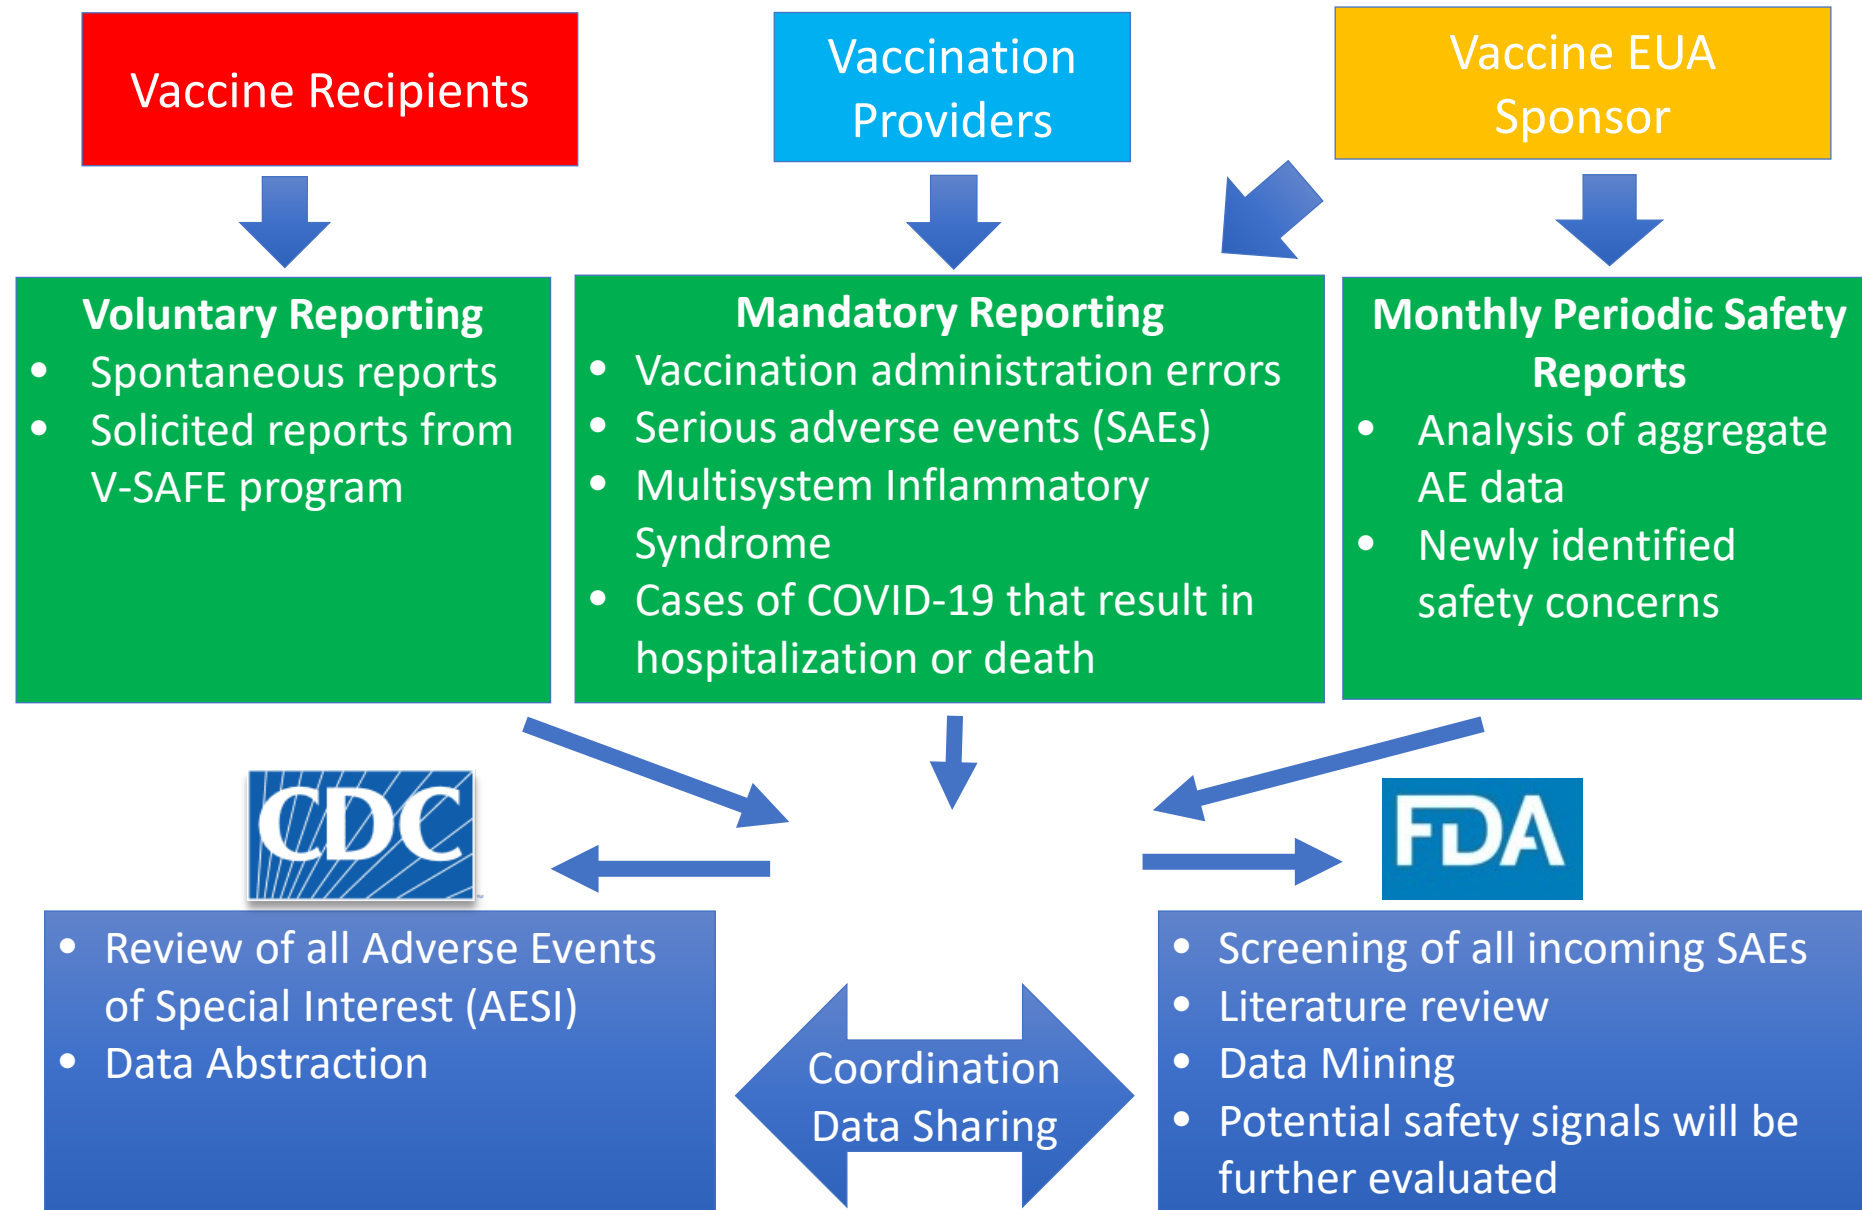 Vaccine Recipients
Vaccination
Providers
Vaccine EUA
Sponsor
Voluntary Reporting
• Spontaneous reports
• Solicited reports from
V-SAFE program
Mandatory Reporting
• Vaccination administration errors
• Serious adverse events (SAEs)
• Multisystem Inflammatory
Syndrome
• Cases of COVID-19 that result in
hospitalization or death
Monthly Periodic Safety
Reports
• Analysis of aggregate
AE data
• Newly identified
safety concerns
CDC
FDA
• Review of all Adverse Events
of Special Interest (AESI)
• Data Abstraction
Coordination
Data Sharing
• Screening of all incoming SAEs
• Literature review
• Data Mining
• Potential safety signals will be
further evaluated